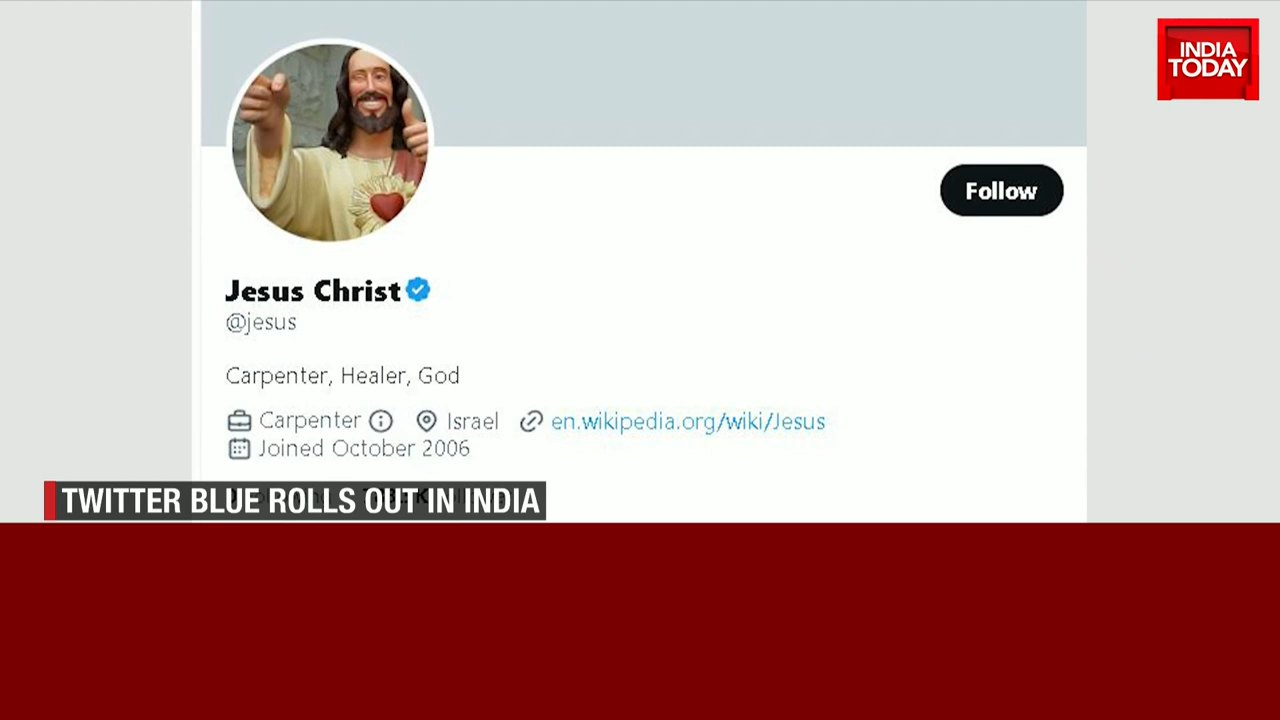 INDIA
TODAY
Follow
Jesus Christ
@jesus
Carpenter, Healer, God
Carpenter Israel en.wikipedia.org/wiki/Jesus
Joined October 2006
TWITTER BLUE ROLLS OUT IN INDIA